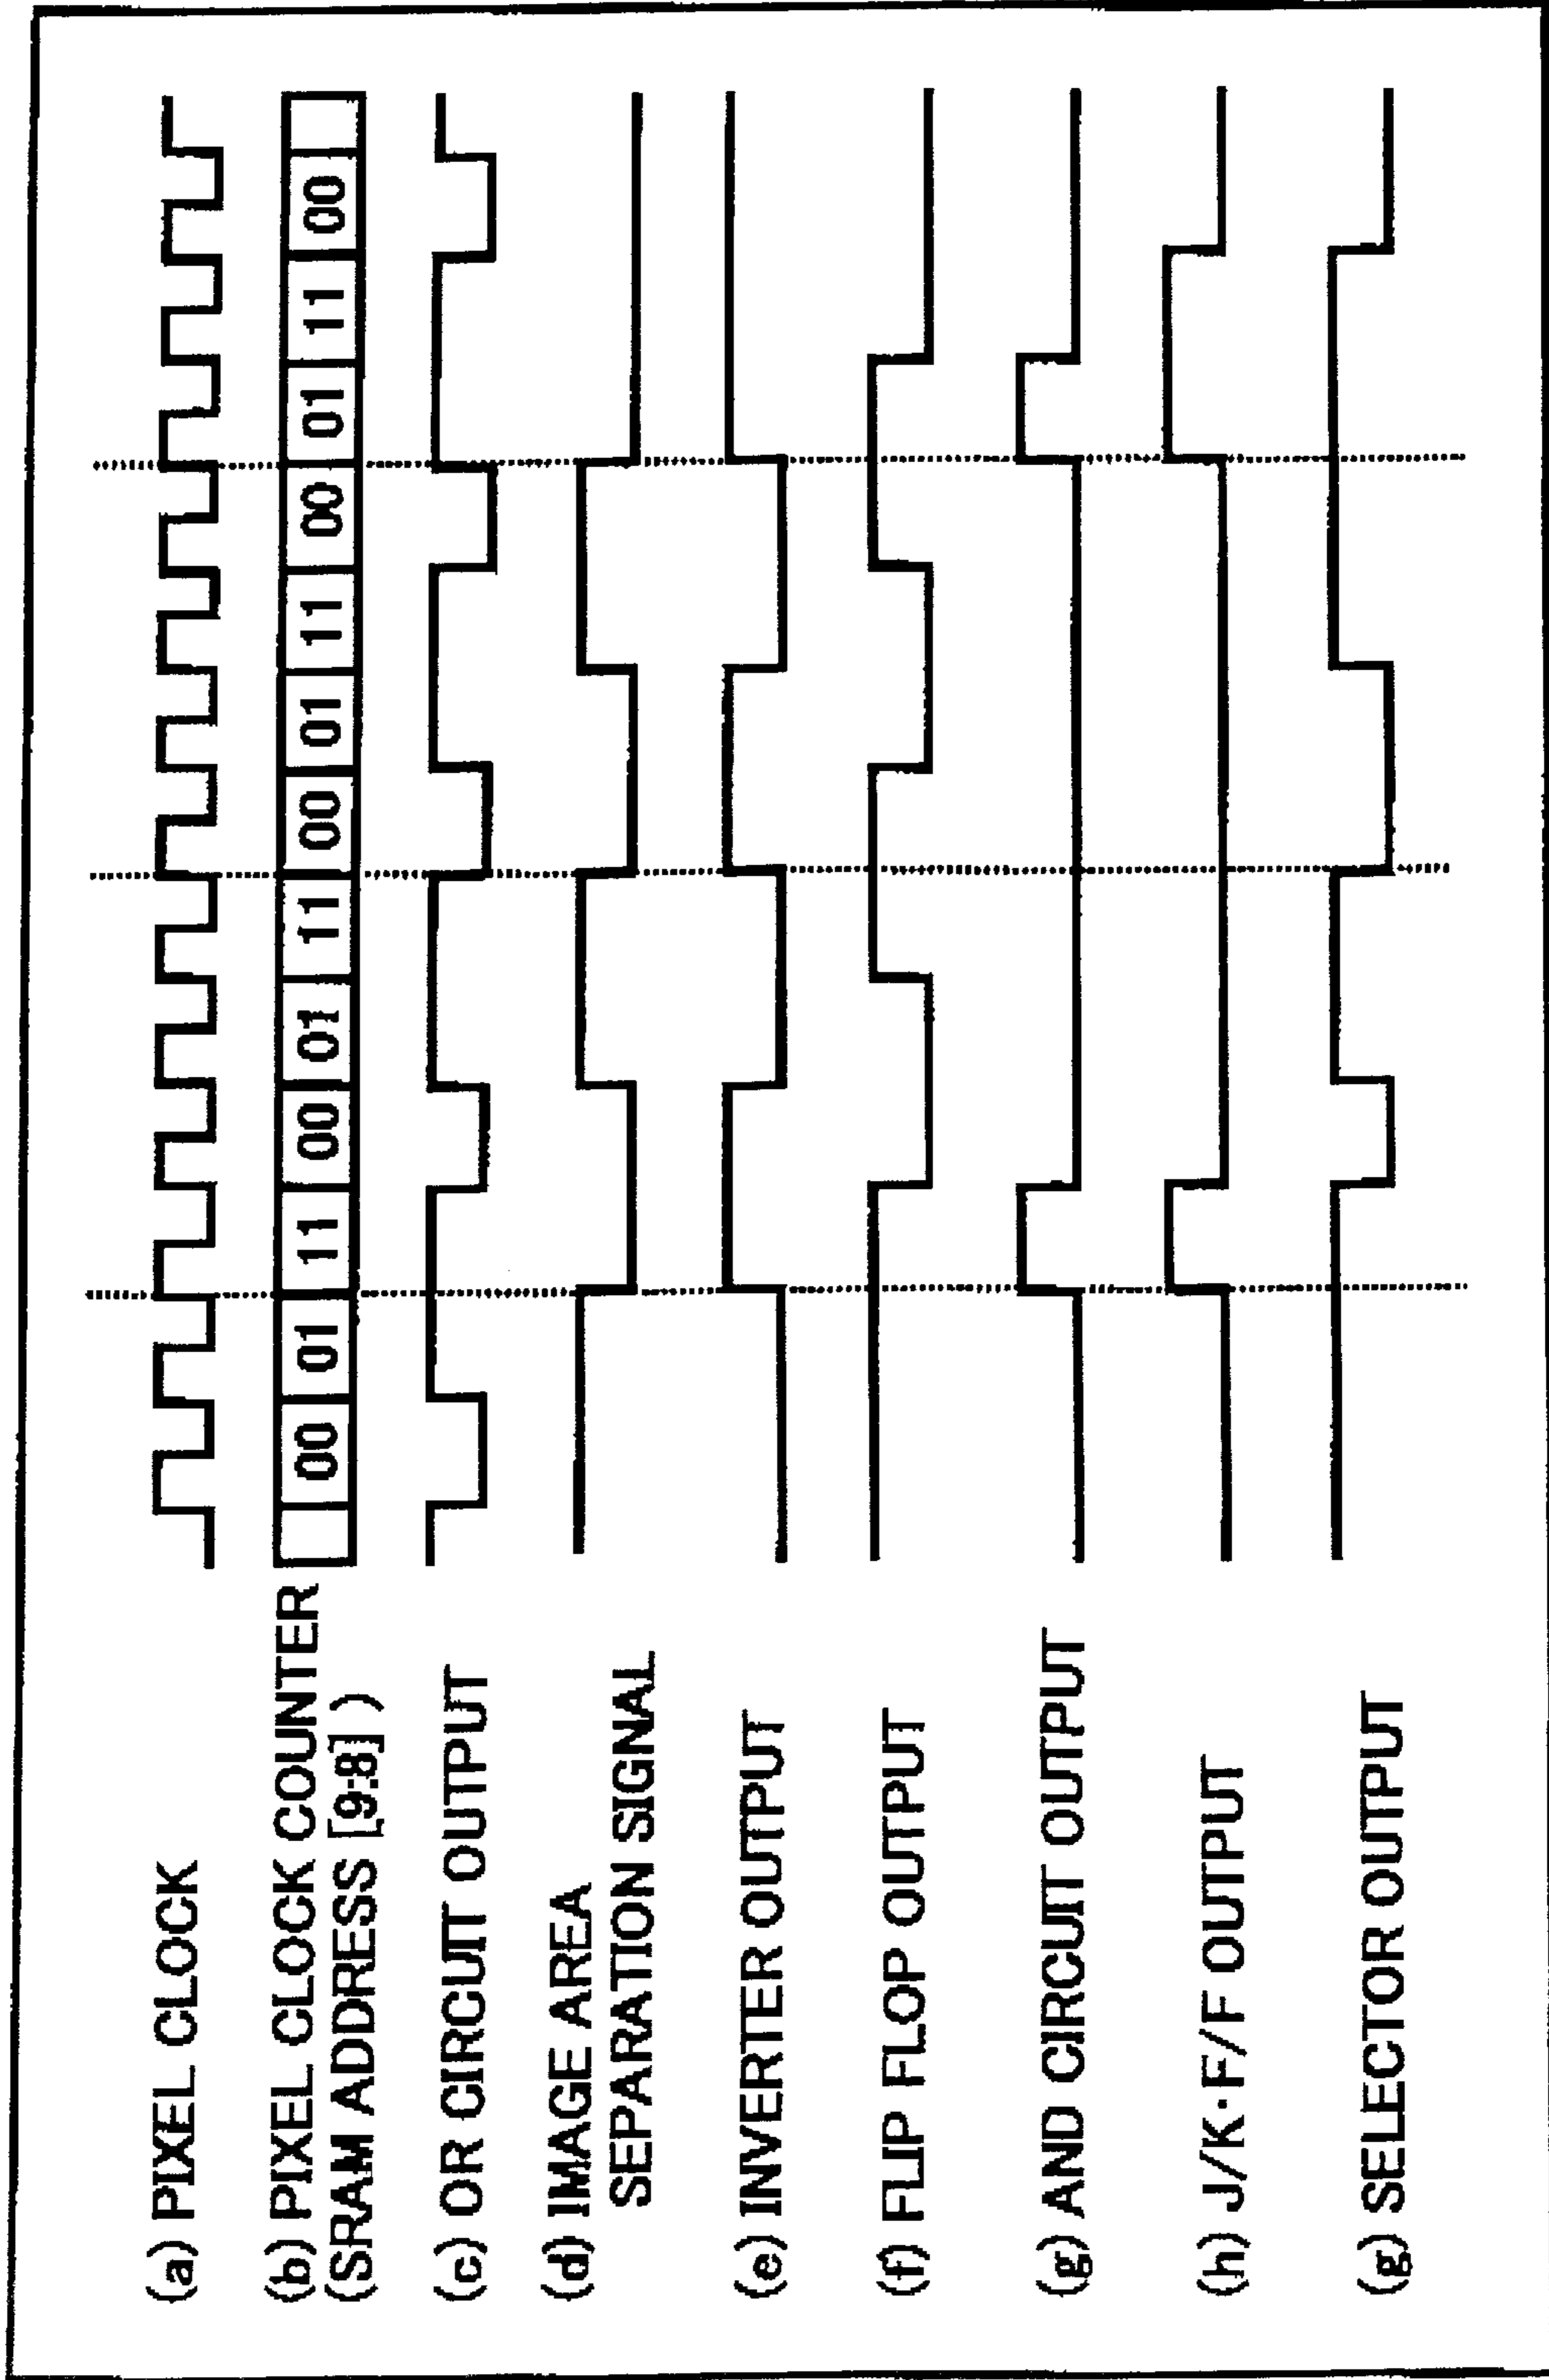 (a) PIXEL CLOCK
(b) PIXEL CLOCK COUNTER
(SRAM ADDRESS [9:8] )
00 01 11 00 01 11 00 01 11 00 01 11 00
(c) OR CIRCUIT OUTPUT
(d) IMAGE AREA
SEPARATION SIGNAL
(e) INVERTER OUTPUT
(f) FLIP FLOP OUTPUT
(g) AND CIRCUIT OUTPUT
(h) J/K·F/F OUTPUT
(g) SELECTOR OUTPUT